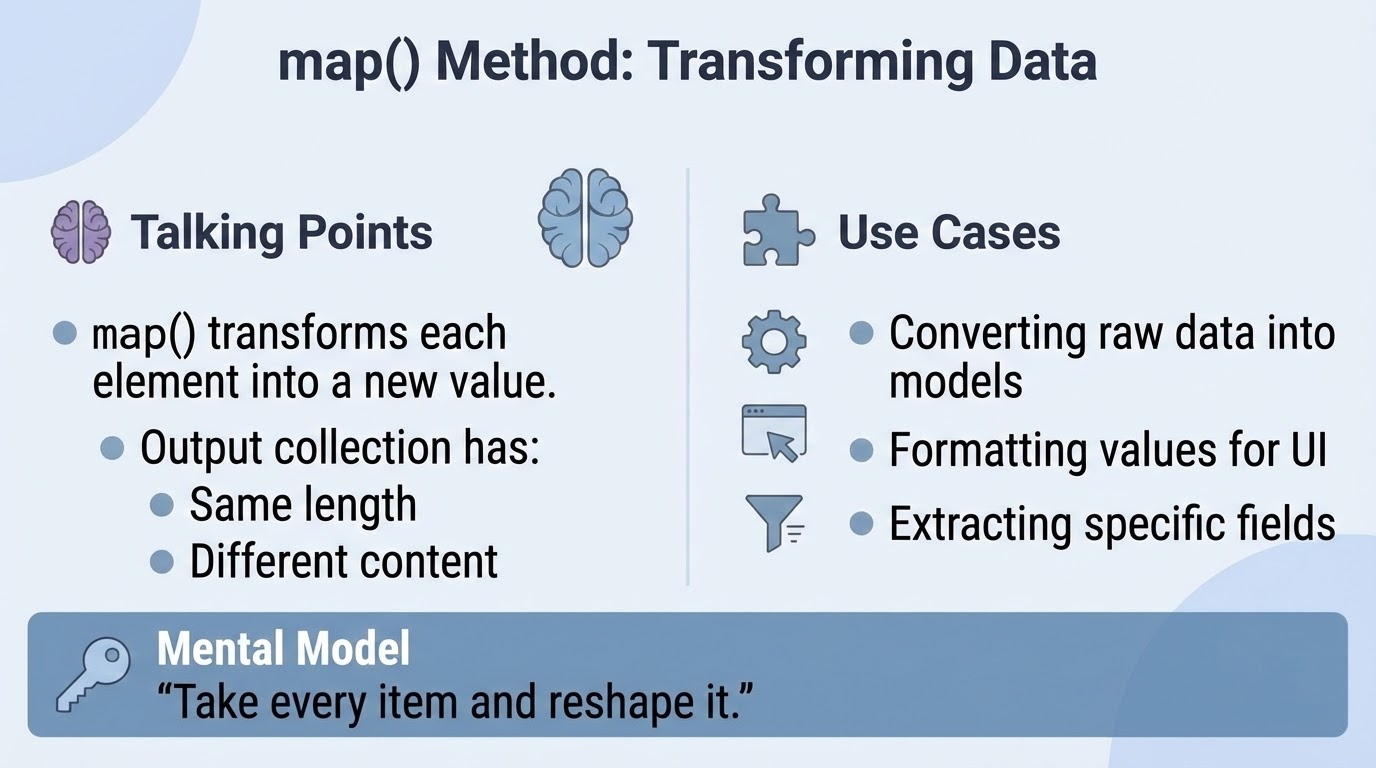 map() Method: Transforming Data
Talking Points
map() transforms each
element into a new value.
Output collection has:
Same length
Different content
Use Cases
Converting raw data into
models
Formatting values for UI
Extracting specific fields
Mental Model
“Take every item and reshape it.”